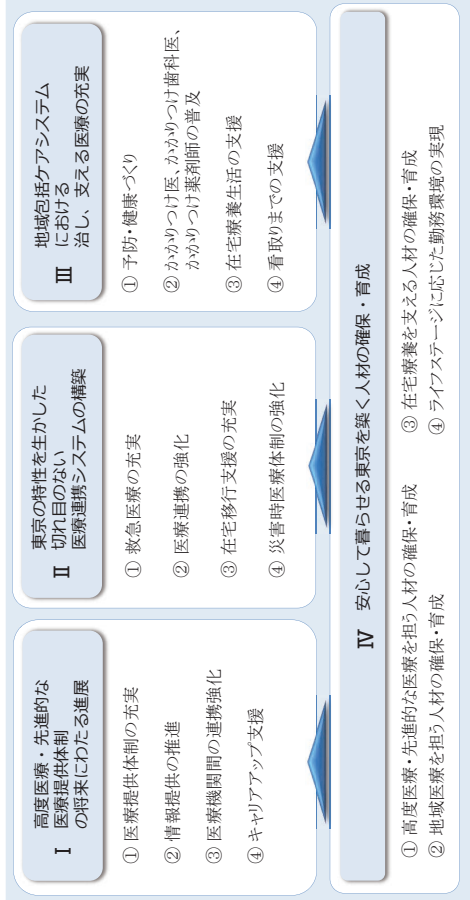 Ⅰ
高度医療・先進的な
医療提供体制
の将来にわたる進展
① 医療提供体制の充実
② 情報提供の推進
③ 医療機関間の連携強化
④ キャリアアップ支援
Ⅱ
東京の特性を生かした
切れ目のない
医療連携システムの構築
① 救急医療の充実
② 医療連携の強化
③ 在宅移行支援の充実
④ 災害時医療体制の強化
Ⅲ
地域包括ケアシステム
における
治し、支える医療の充実
① 予防・健康づくり
② かかりつけ医、かかりつけ歯科医、
かかりつけ薬剤師の普及
③ 在宅療養生活の支援
④ 看取りまでの支援
Ⅳ 安心して暮らせる東京を築く人材の確保・育成
① 高度医療・先進的な医療を担う人材の確保・育成
② 地域医療を担う人材の確保・育成
③ 在宅療養を支える人材の確保・育成
④ ライフステージに応じた勤務環境の実現